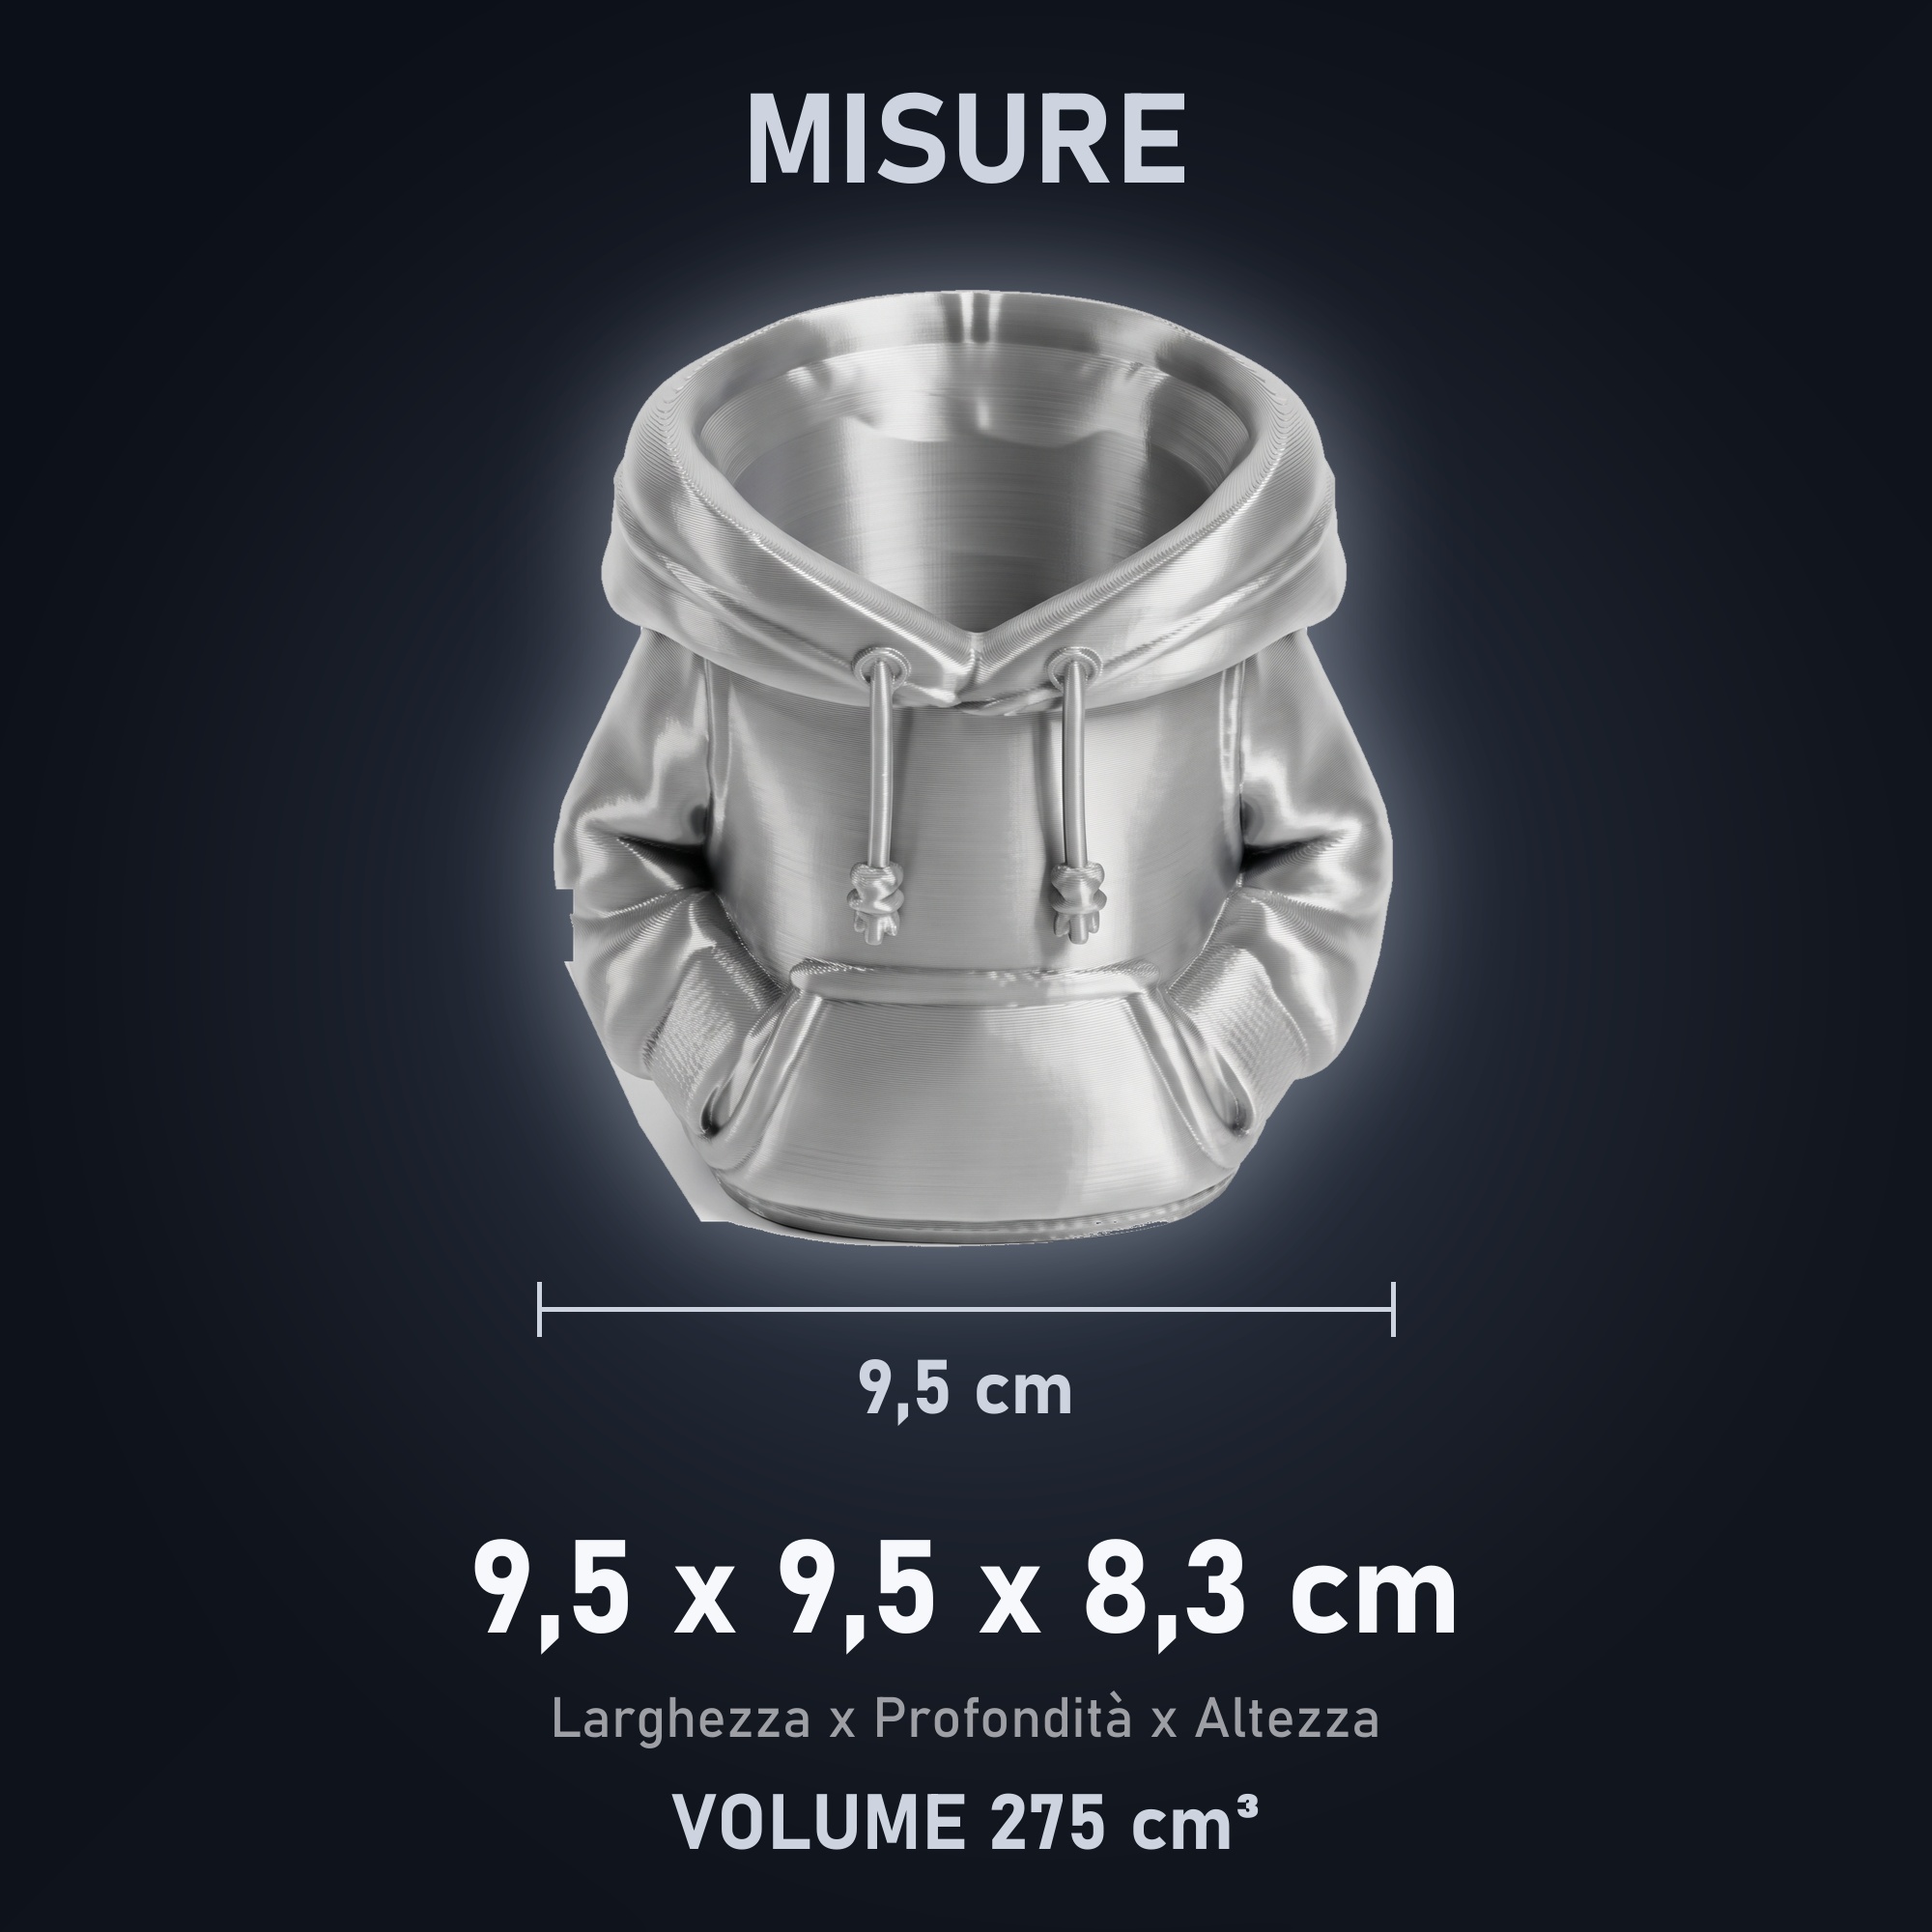 MISURE
9,5 cm
9,5 x 9,5 x 8,3 cm
Larghezza x Profondità x Altezza
VOLUME 275 cm³